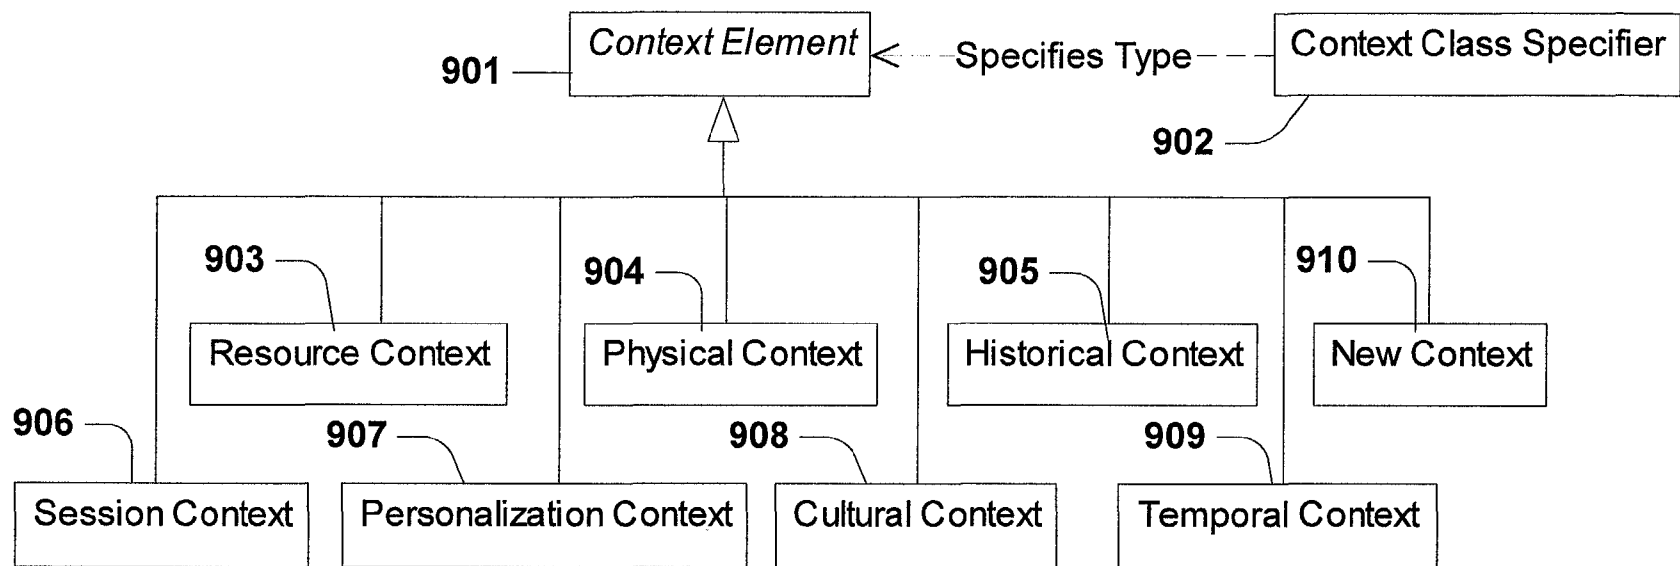 Context Element
Specifies Type
Context Class Specifier
901
902
903
904
905
910
Resource Context
Physical Context
Historical Context
New Context
906
907
908
909
Session Context
Personalization Context
Cultural Context
Temporal Context